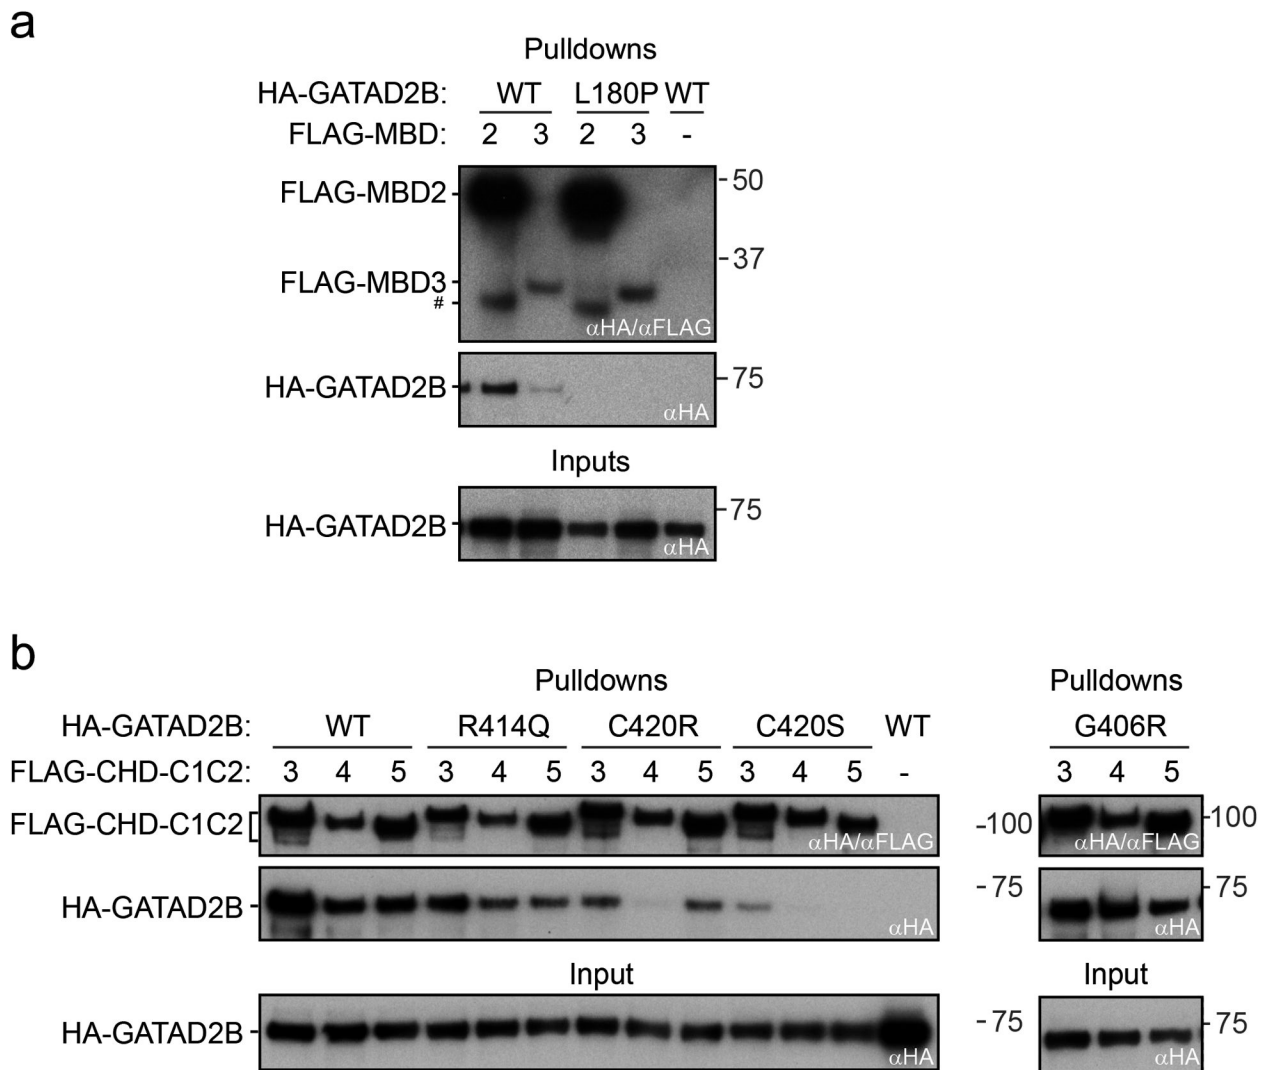 a
Pulldowns
HA-GATAD2B: WT L180P WT
FLAG-MBD: 2 3 2 3 -
FLAG-MBD2 -50
-37
FLAG-MBD3
#
αHA/αFLAG
HA-GATAD2B -75
αHA
Inputs
HA-GATAD2B -75
αHA
b
Pulldowns Pulldowns
HA-GATAD2B: WT R414Q C420R C420S WT G406R
FLAG-CHD-C1C2: 3 4 5 3 4 5 3 4 5 3 4 5 - 3 4 5
FLAG-CHD-C1C2[ -100 -100
αHA/αFLAG αHA/αFLAG
HA-GATAD2B- -75 -75
αHA αHA
Input Input
HA-GATAD2B- -75 -75
αHA αHA